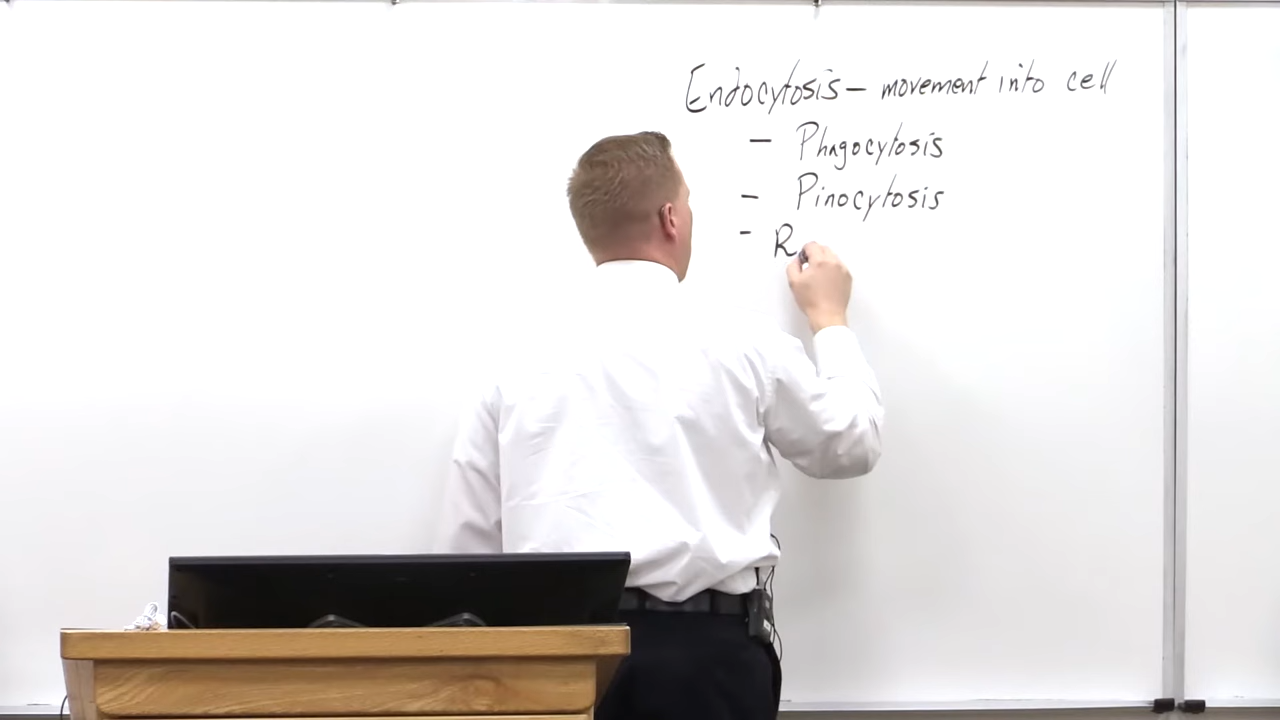 Endocytosis — movement into cell
— Phagocytosis
- Pinocytosis
- R